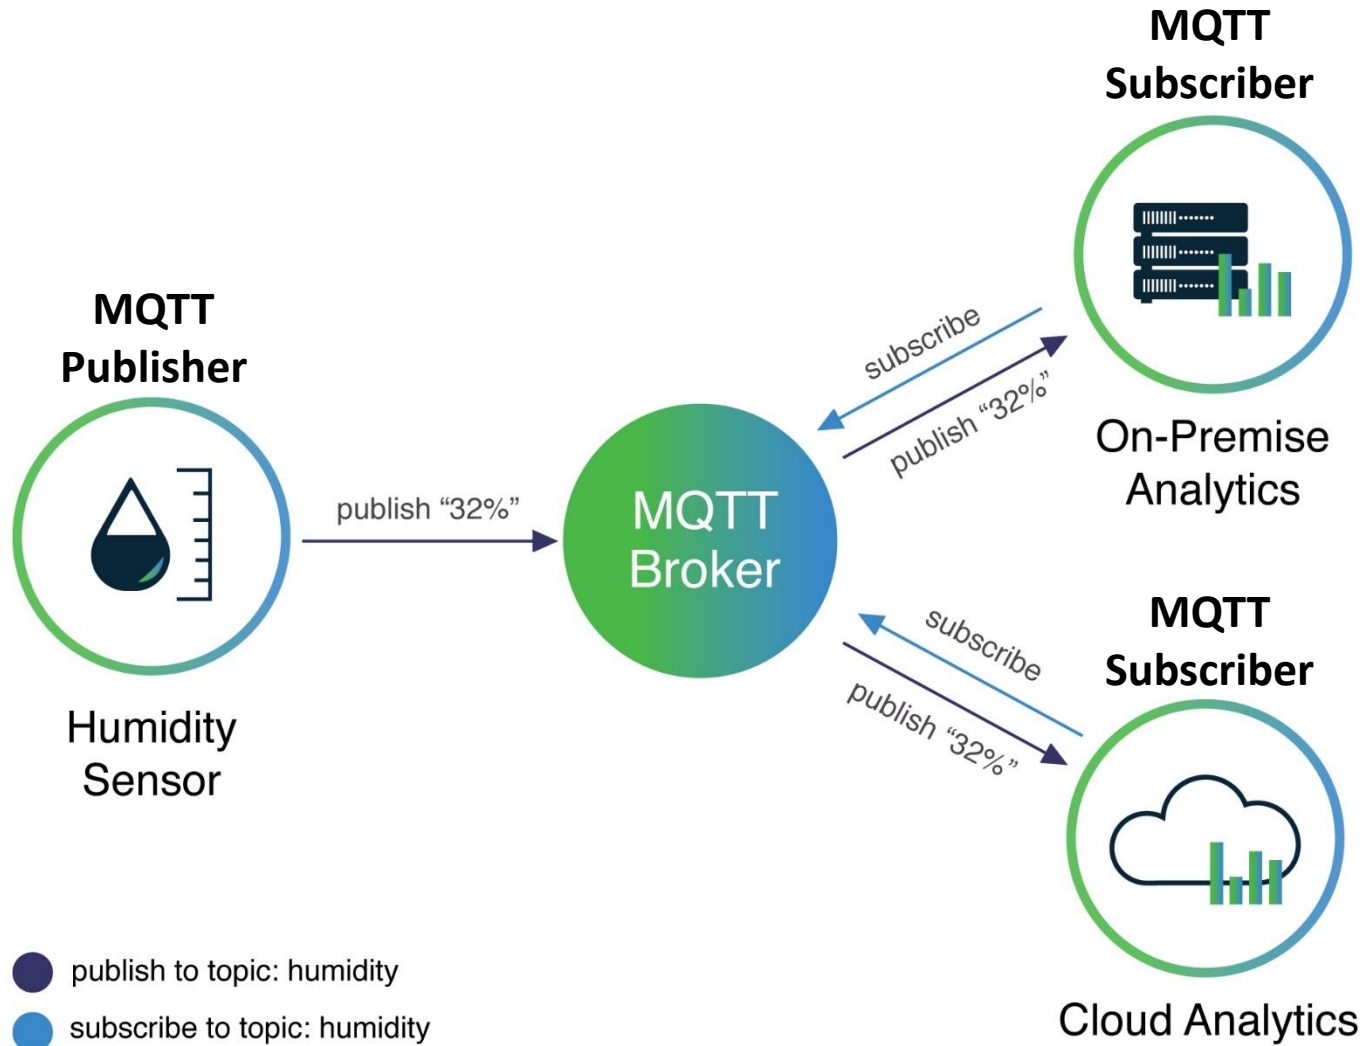 MQTT
Subscriber
On-Premise
Analytics
MQTT
Publisher
Humidity
Sensor
publish “32%”
MQTT
Broker
subscribe
publish “32%”
subscribe
publish “32%”
MQTT
Subscriber
Cloud Analytics
publish to topic: humidity
subscribe to topic: humidity